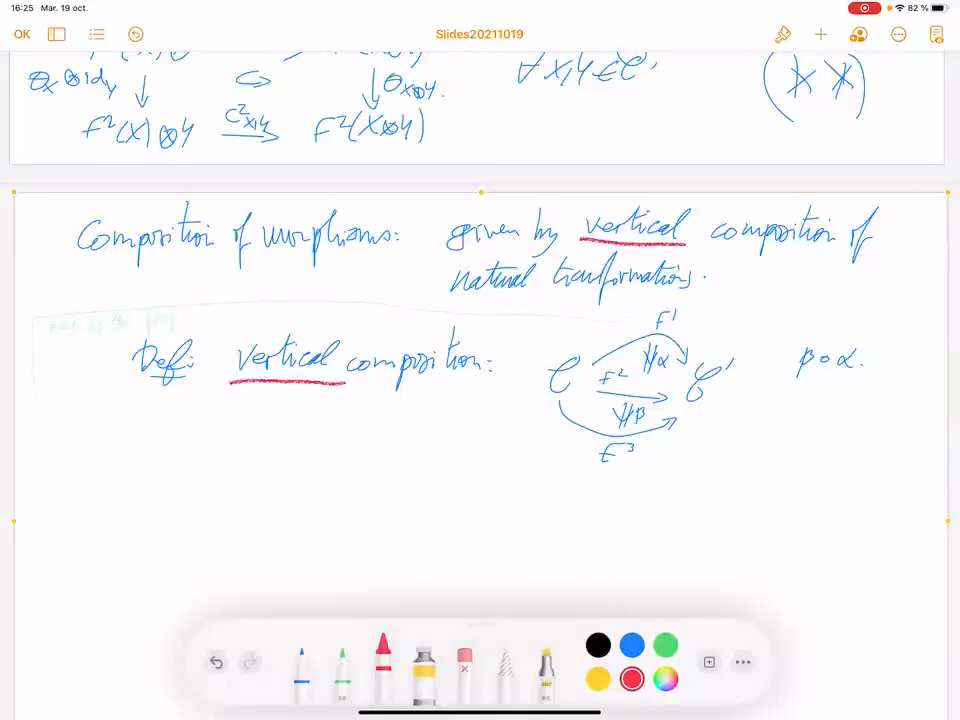 16:25 Mar. 19 oct. 82 %
OK Slides20211019
θx⊗idy ↓ ↻ ↓ θx⊗y. ∀ x,y ∈ C,
F²(X)⊗Y C²x,y F²(X⊗Y) (**)
Composition of morphisms: given by vertical composition of
natural transformations.
Def: vertical composition: C F¹ ⇓α F² ⇓β F³ C' β∘α.